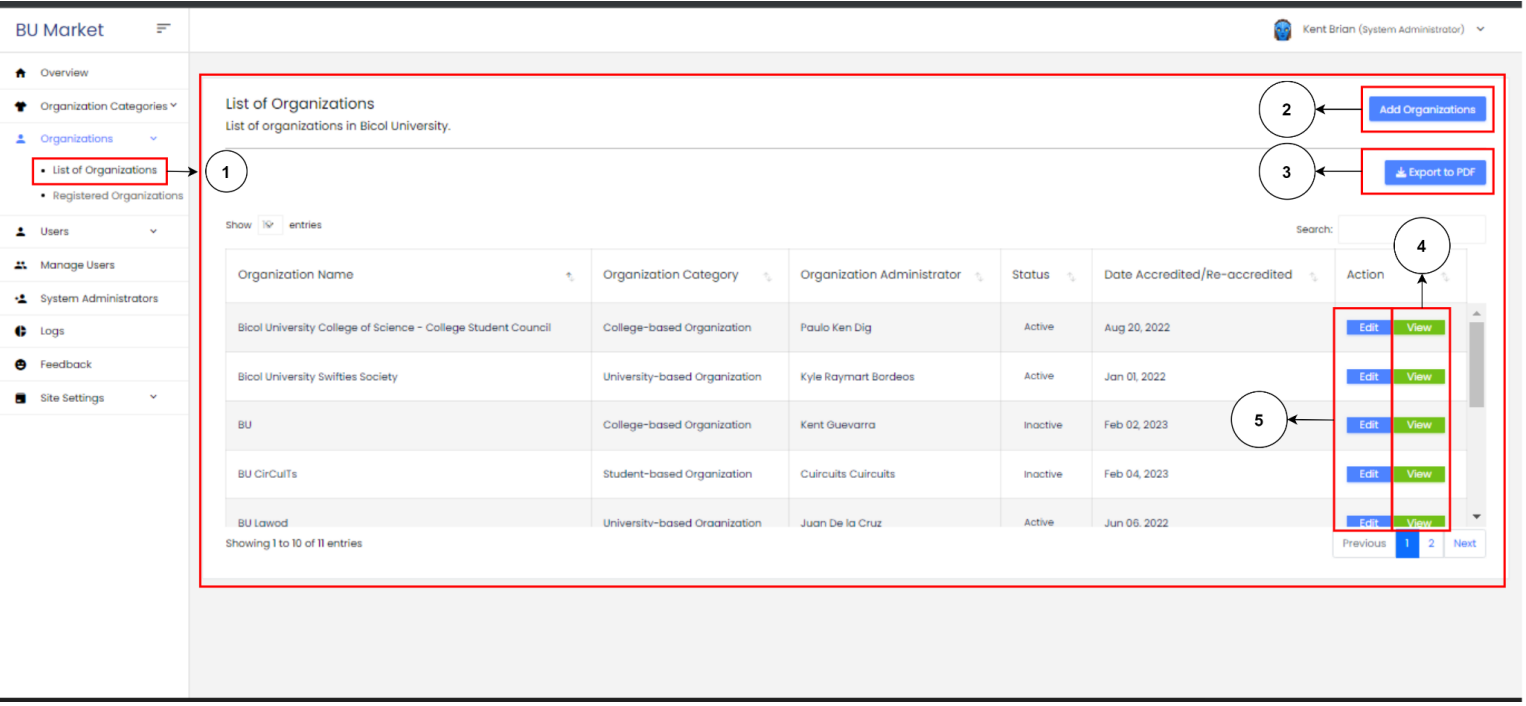 BU Market
Kent Brian (System Administrator)
Overview
Organization Categories
Organizations
List of Organizations
Registered Organizations
Users
Manage Users
System Administrators
Logs
Feedback
Site Settings
1
List of Organizations
List of organizations in Bicol University.
2
Add Organizations
3
Export to PDF
Show entries
Search:
4
Organization Name Organization Category Organization Administrator Status Date Accredited/Re-accredited Action
Bicol University College of Science - College Student Council College-based Organization Paulo Ken Dig Active Aug 20, 2022 Edit View
Bicol University Swifties Society University-based Organization Kyle Raymart Bordeos Active Jan 01, 2022 Edit View
BU College-based Organization Kent Guevarra Inactive Feb 02, 2023 Edit View
5
BU CirCuITs Student-based Organization Cuircuits Cuircuits Inactive Feb 04, 2023 Edit View
BU Lawod University-based Organization Juan De la Cruz Active Jun 06, 2022 Edit View
Showing 1 to 10 of 11 entries
Previous 1 2 Next